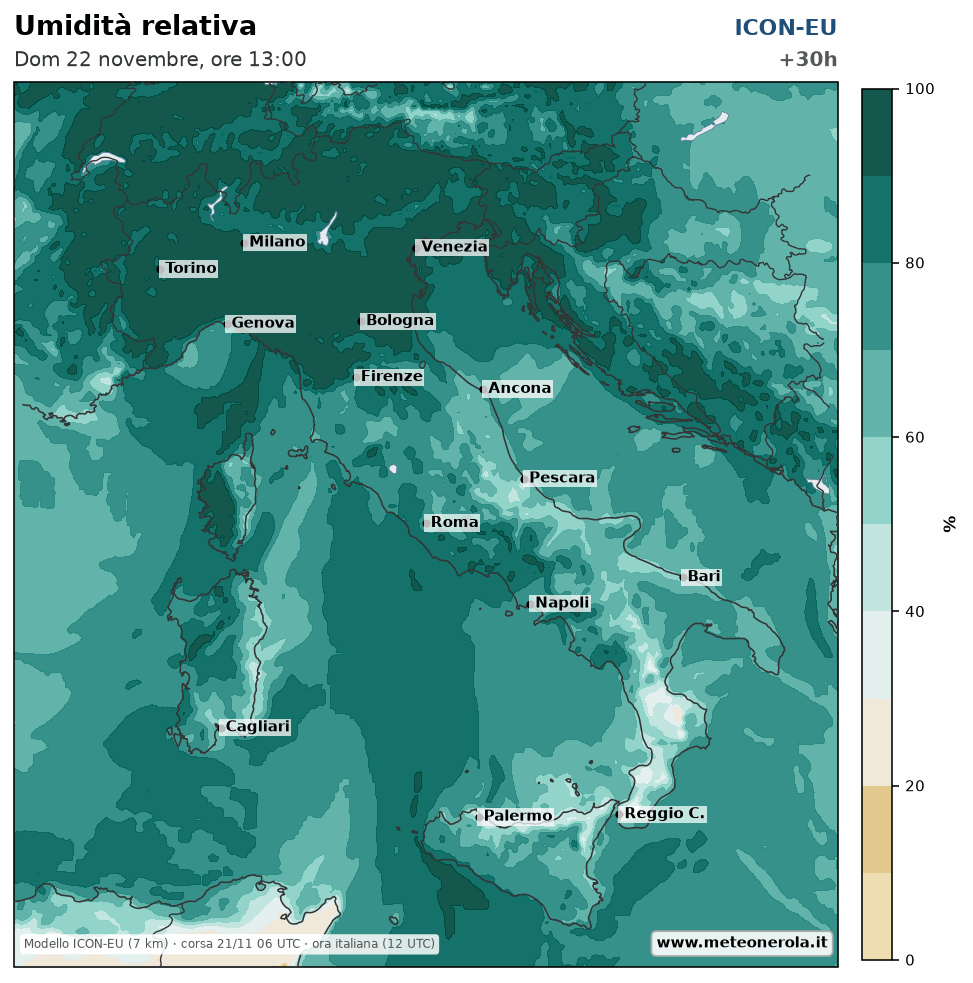 Umidità relativa
ICON-EU
Dom 22 novembre, ore 13:00
+30h
100
80
60
40
20
0
%
Milano
Venezia
Torino
Genova
Bologna
Firenze
Ancona
Pescara
Roma
Bari
Napoli
Cagliari
Palermo
Reggio C.
Modello ICON-EU (7 km) · corsa 21/11 06 UTC · ora italiana (12 UTC)
www.meteonerola.it